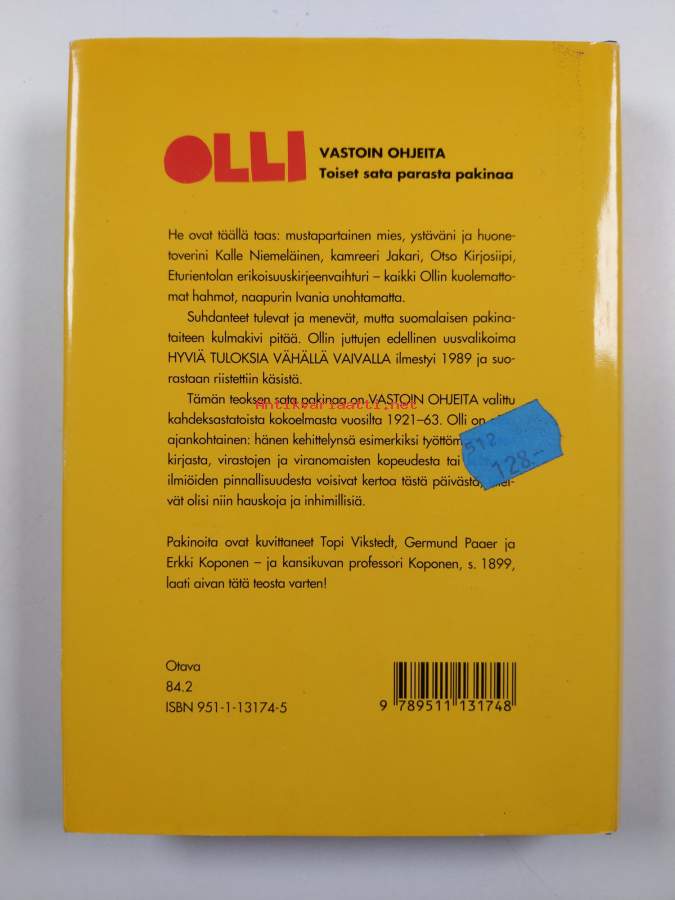 OLLI
VASTOIN OHJEITA
Toiset sata parasta pakinaa
He ovat täällä taas: mustapartainen mies, ystäväni ja huone-
toverini Kalle Niemeläinen, kamreeri Jakari, Otso Kirjosiipi,
Eturientolan erikoisuuskirjeenvaihturi – kaikki Ollin kuolematto-
mat hahmot, naapurin Ivania unohtamatta.
Suhdanteet tulevat ja menevät, mutta suomalaisen pakina-
taiteen kulmakivi pitää. Ollin juttujen edellinen uusvalikoima
HYVIÄ TULOKSIA VÄHÄLLÄ VAIVALLA ilmestyi 1989 ja suo-
rastaan riistettiin käsistä.
Tämän teoksen sata pakinaa on VASTOIN OHJEITA valittu
kahdeksastatoista kokoelmasta vuosilta 1921–63. Olli on
ajankohtainen: hänen kehittelynsä esimerkiksi
kirjasta, virastojen ja viranomaisten kopeudesta tai
ilmiöiden pinnallisuudesta voisivat kertoa tästä päivästä,
vät olisi niin hauskoja ja inhimillisiä.
Antikvariaatti.net
512
128.-
Pakinoita ovat kuvittaneet Topi Vikstedt, Germund Paaer ja
Erkki Koponen – ja kansikuvan professori Koponen, s. 1899,
laati aivan tätä teosta varten!
Otava
84.2
ISBN 951-1-13174-5
9 789511 131748